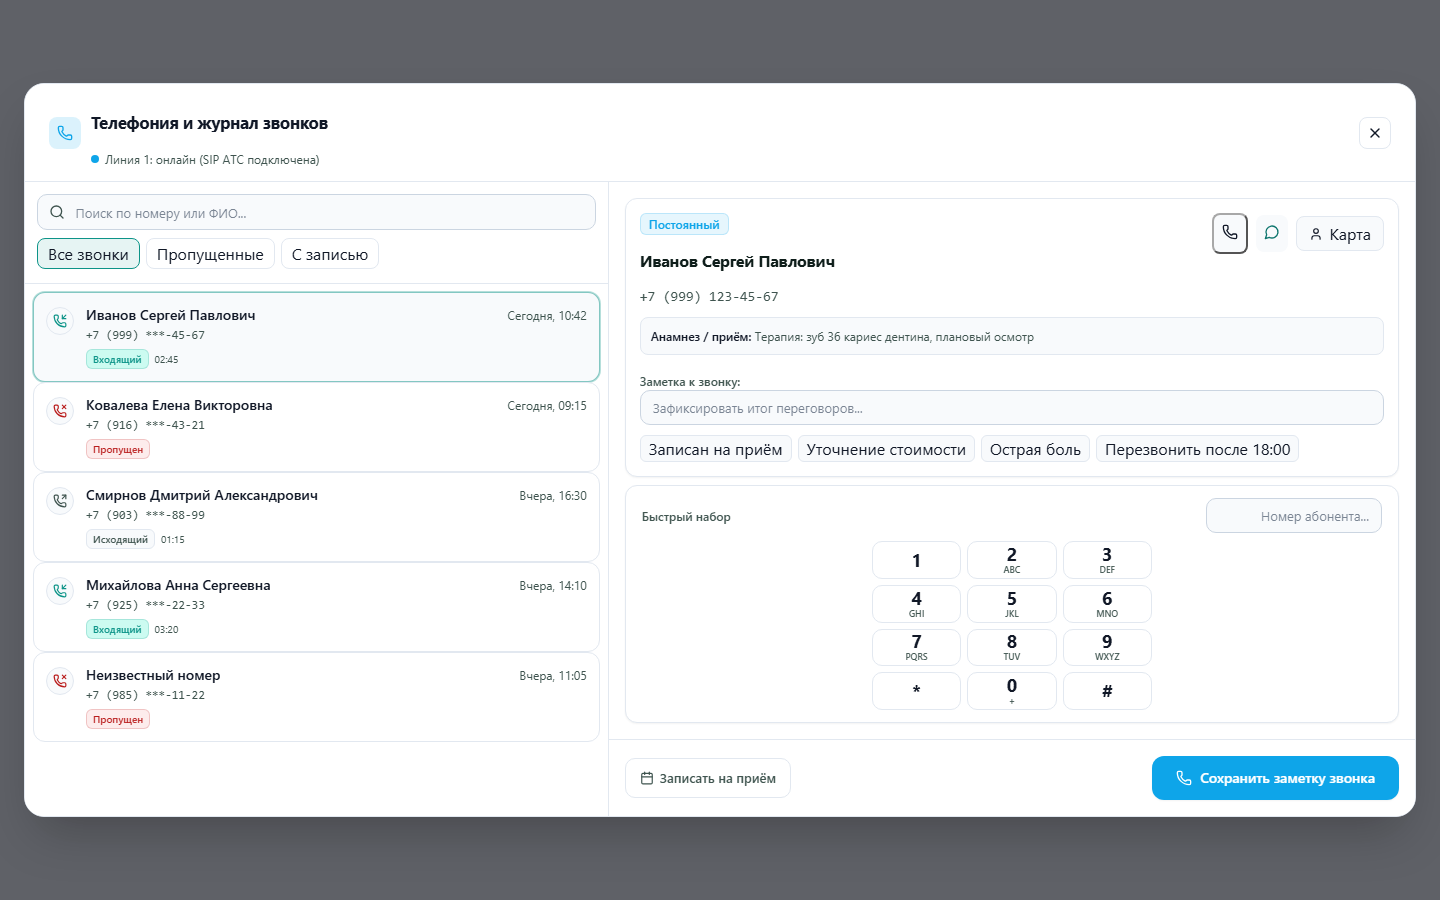 Телефония и журнал звонков
Линия 1: онлайн (SIP АТС подключена)
Поиск по номеру или ФИО...
Все звонки
Пропущенные
С записью
Иванов Сергей Павлович
Сегодня, 10:42
+7 (999) ***-45-67
Входящий 02:45
Ковалева Елена Викторовна
Сегодня, 09:15
+7 (916) ***-43-21
Пропущен
Смирнов Дмитрий Александрович
Вчера, 16:30
+7 (903) ***-88-99
Исходящий 01:15
Михайлова Анна Сергеевна
Вчера, 14:10
+7 (925) ***-22-33
Входящий 03:20
Неизвестный номер
Вчера, 11:05
+7 (985) ***-11-22
Пропущен
Постоянный
Карта
Иванов Сергей Павлович
+7 (999) 123-45-67
Анамнез / приём: Терапия: зуб 36 кариес дентина, плановый осмотр
Заметка к звонку:
Зафиксировать итог переговоров...
Записан на приём
Уточнение стоимости
Острая боль
Перезвонить после 18:00
Быстрый набор
Номер абонента...
1
2
ABC
3
DEF
4
GHI
5
JKL
6
MNO
7
PQRS
8
TUV
9
WXYZ
*
0
+
#
Записать на приём
Сохранить заметку звонка